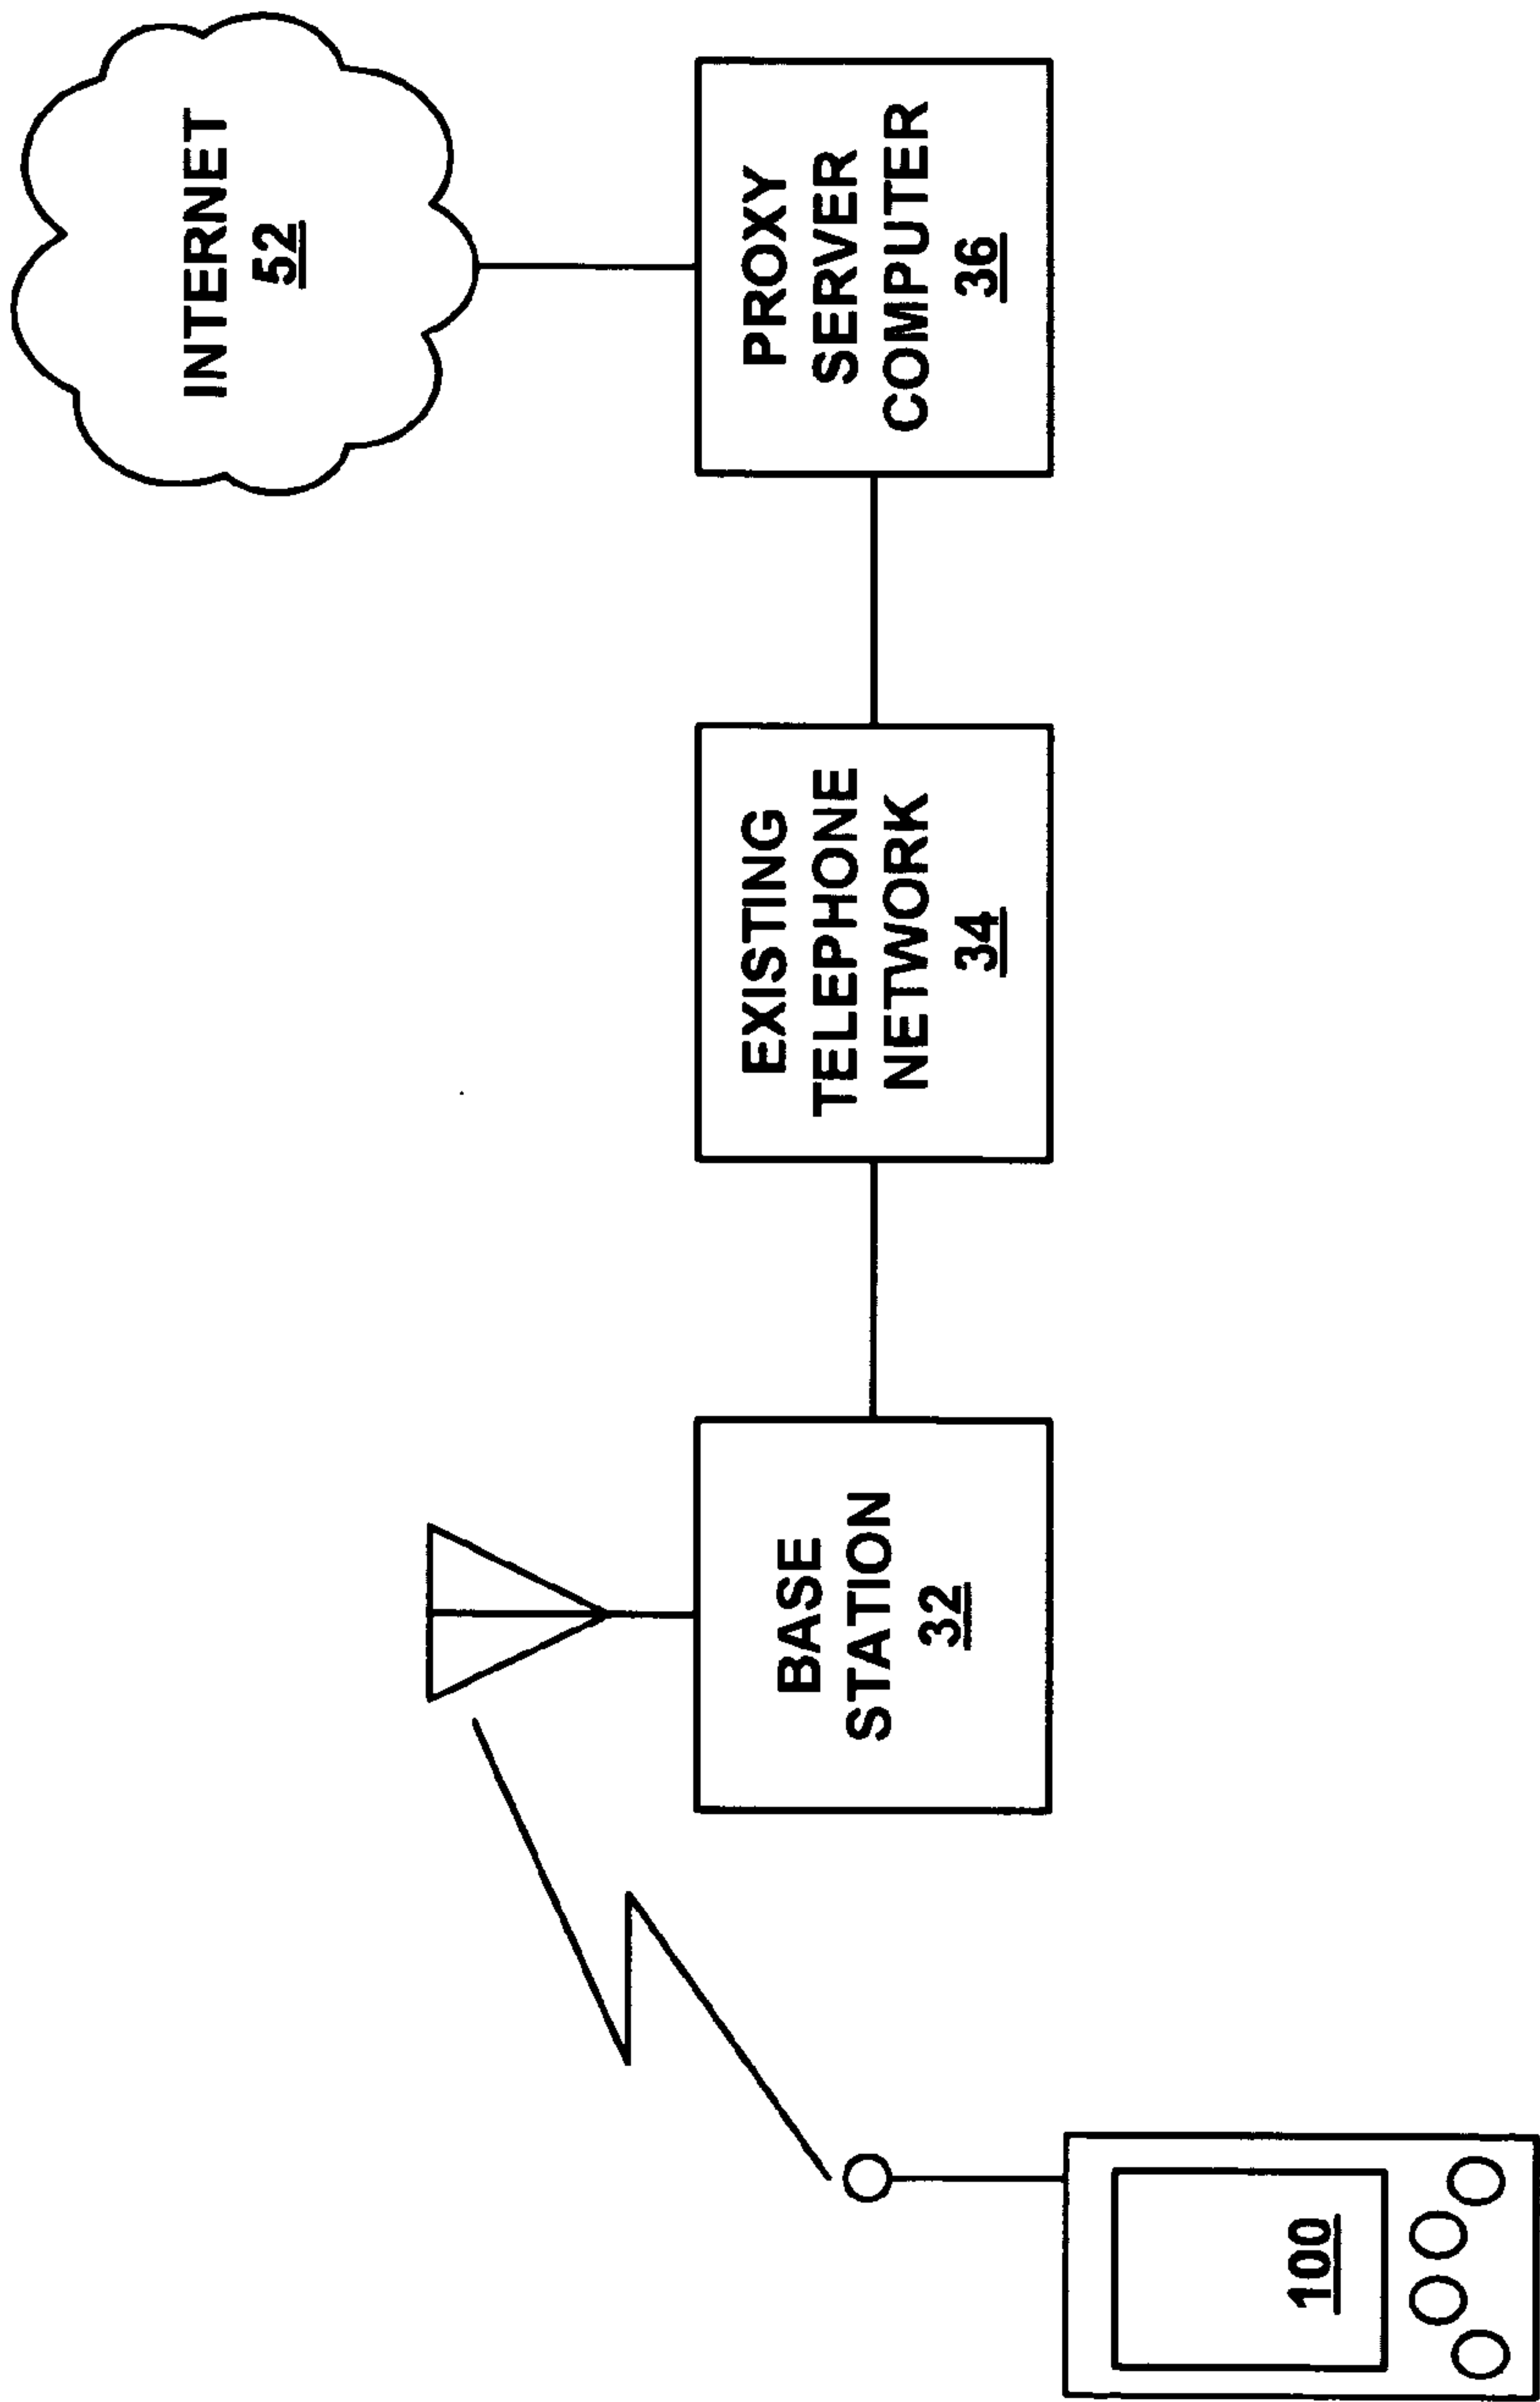 INTERNET
52
BASE
STATION
32
EXISTING
TELEPHONE
NETWORK
34
PROXY
SERVER
COMPUTER
36
100